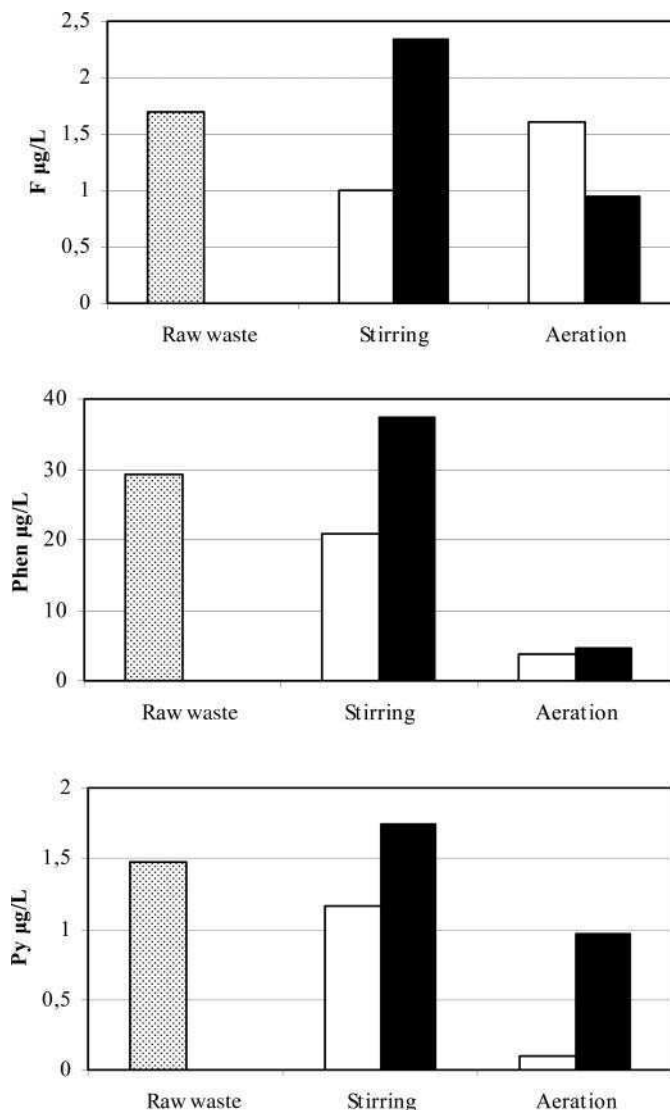 2,5
2
1,5
1
0,5
0
F µg/L
Raw waste Stirring Aeration
40
30
20
10
0
Phen µg/L
Raw waste Stirring Aeration
2
1,5
1
0,5
0
Py µg/L
Raw waste Stirring Aeration